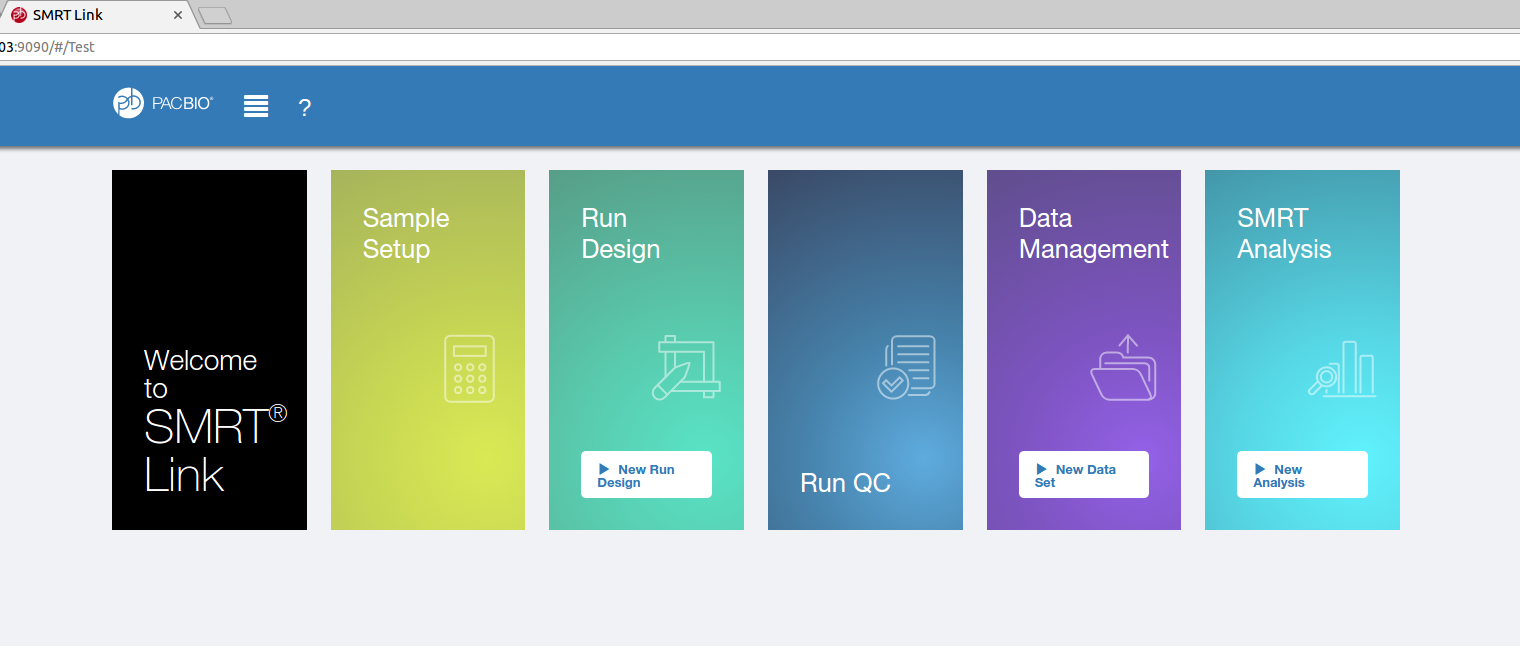 SMRT Link
03:9090/#/Test
PACBIO®
?
Welcome
to
SMRT®
Link
Sample
Setup
Run
Design
New Run
Design
Run QC
Data
Management
New Data
Set
SMRT
Analysis
New
Analysis